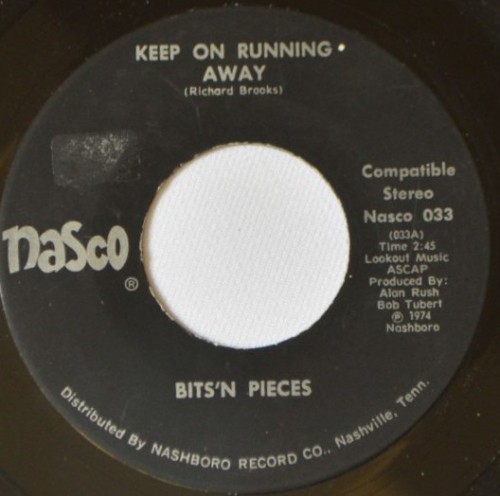 KEEP ON RUNNING
AWAY
(Richard Brooks)
Compatible
Stereo
Nasco 033
(033A)
Time 2:45
Lookout Music
ASCAP
Produced By:
Alan Rush
Bob Tubert
℗ 1974
Nashboro
nasco
®
BITS'N PIECES
Distributed By NASHBORO RECORD CO., Nashville, Tenn.